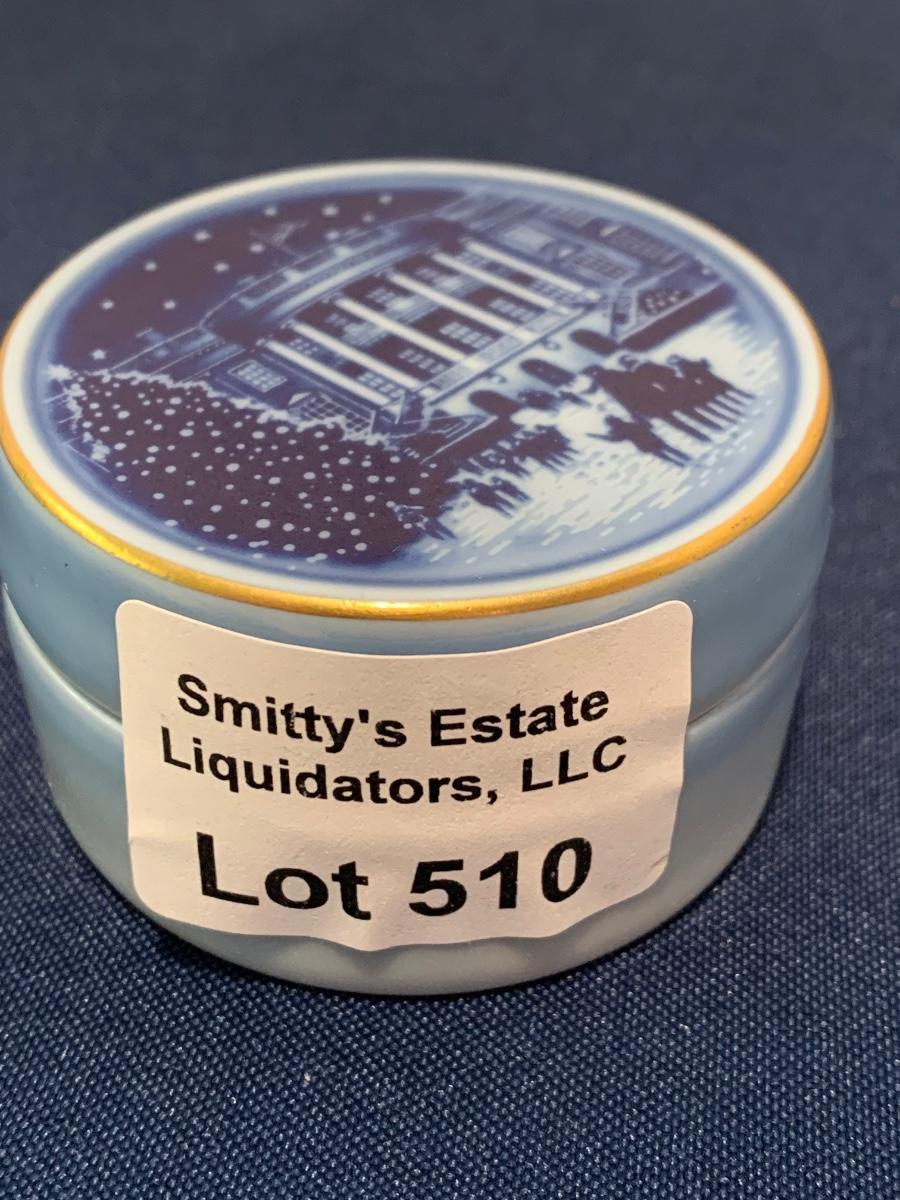 Smitty's Estate
Liquidators, LLC
Lot 510